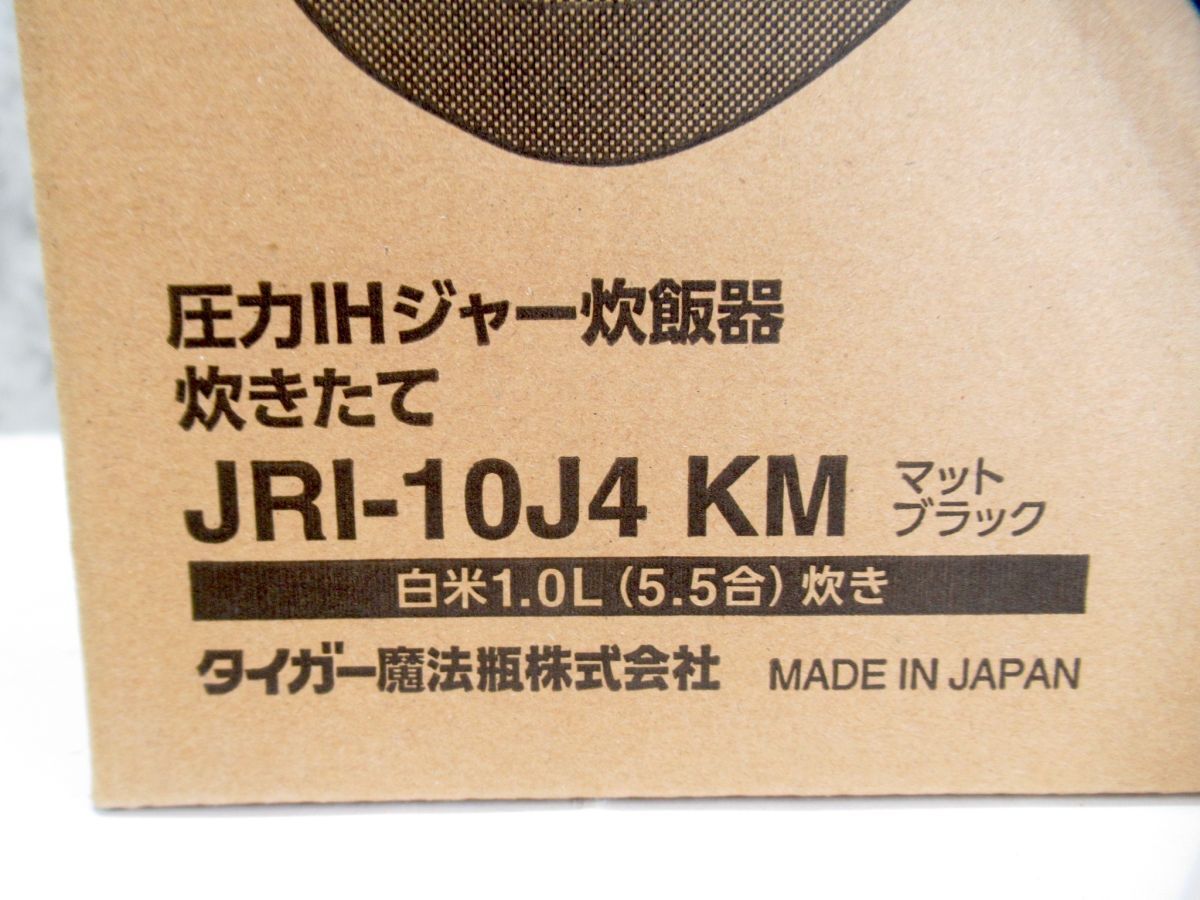 圧力IHジャー炊飯器
炊きたて
JRI-10J4 KM マット
ブラック
白米1.0L(5.5合)炊き
タイガー魔法瓶株式会社 MADE IN JAPAN